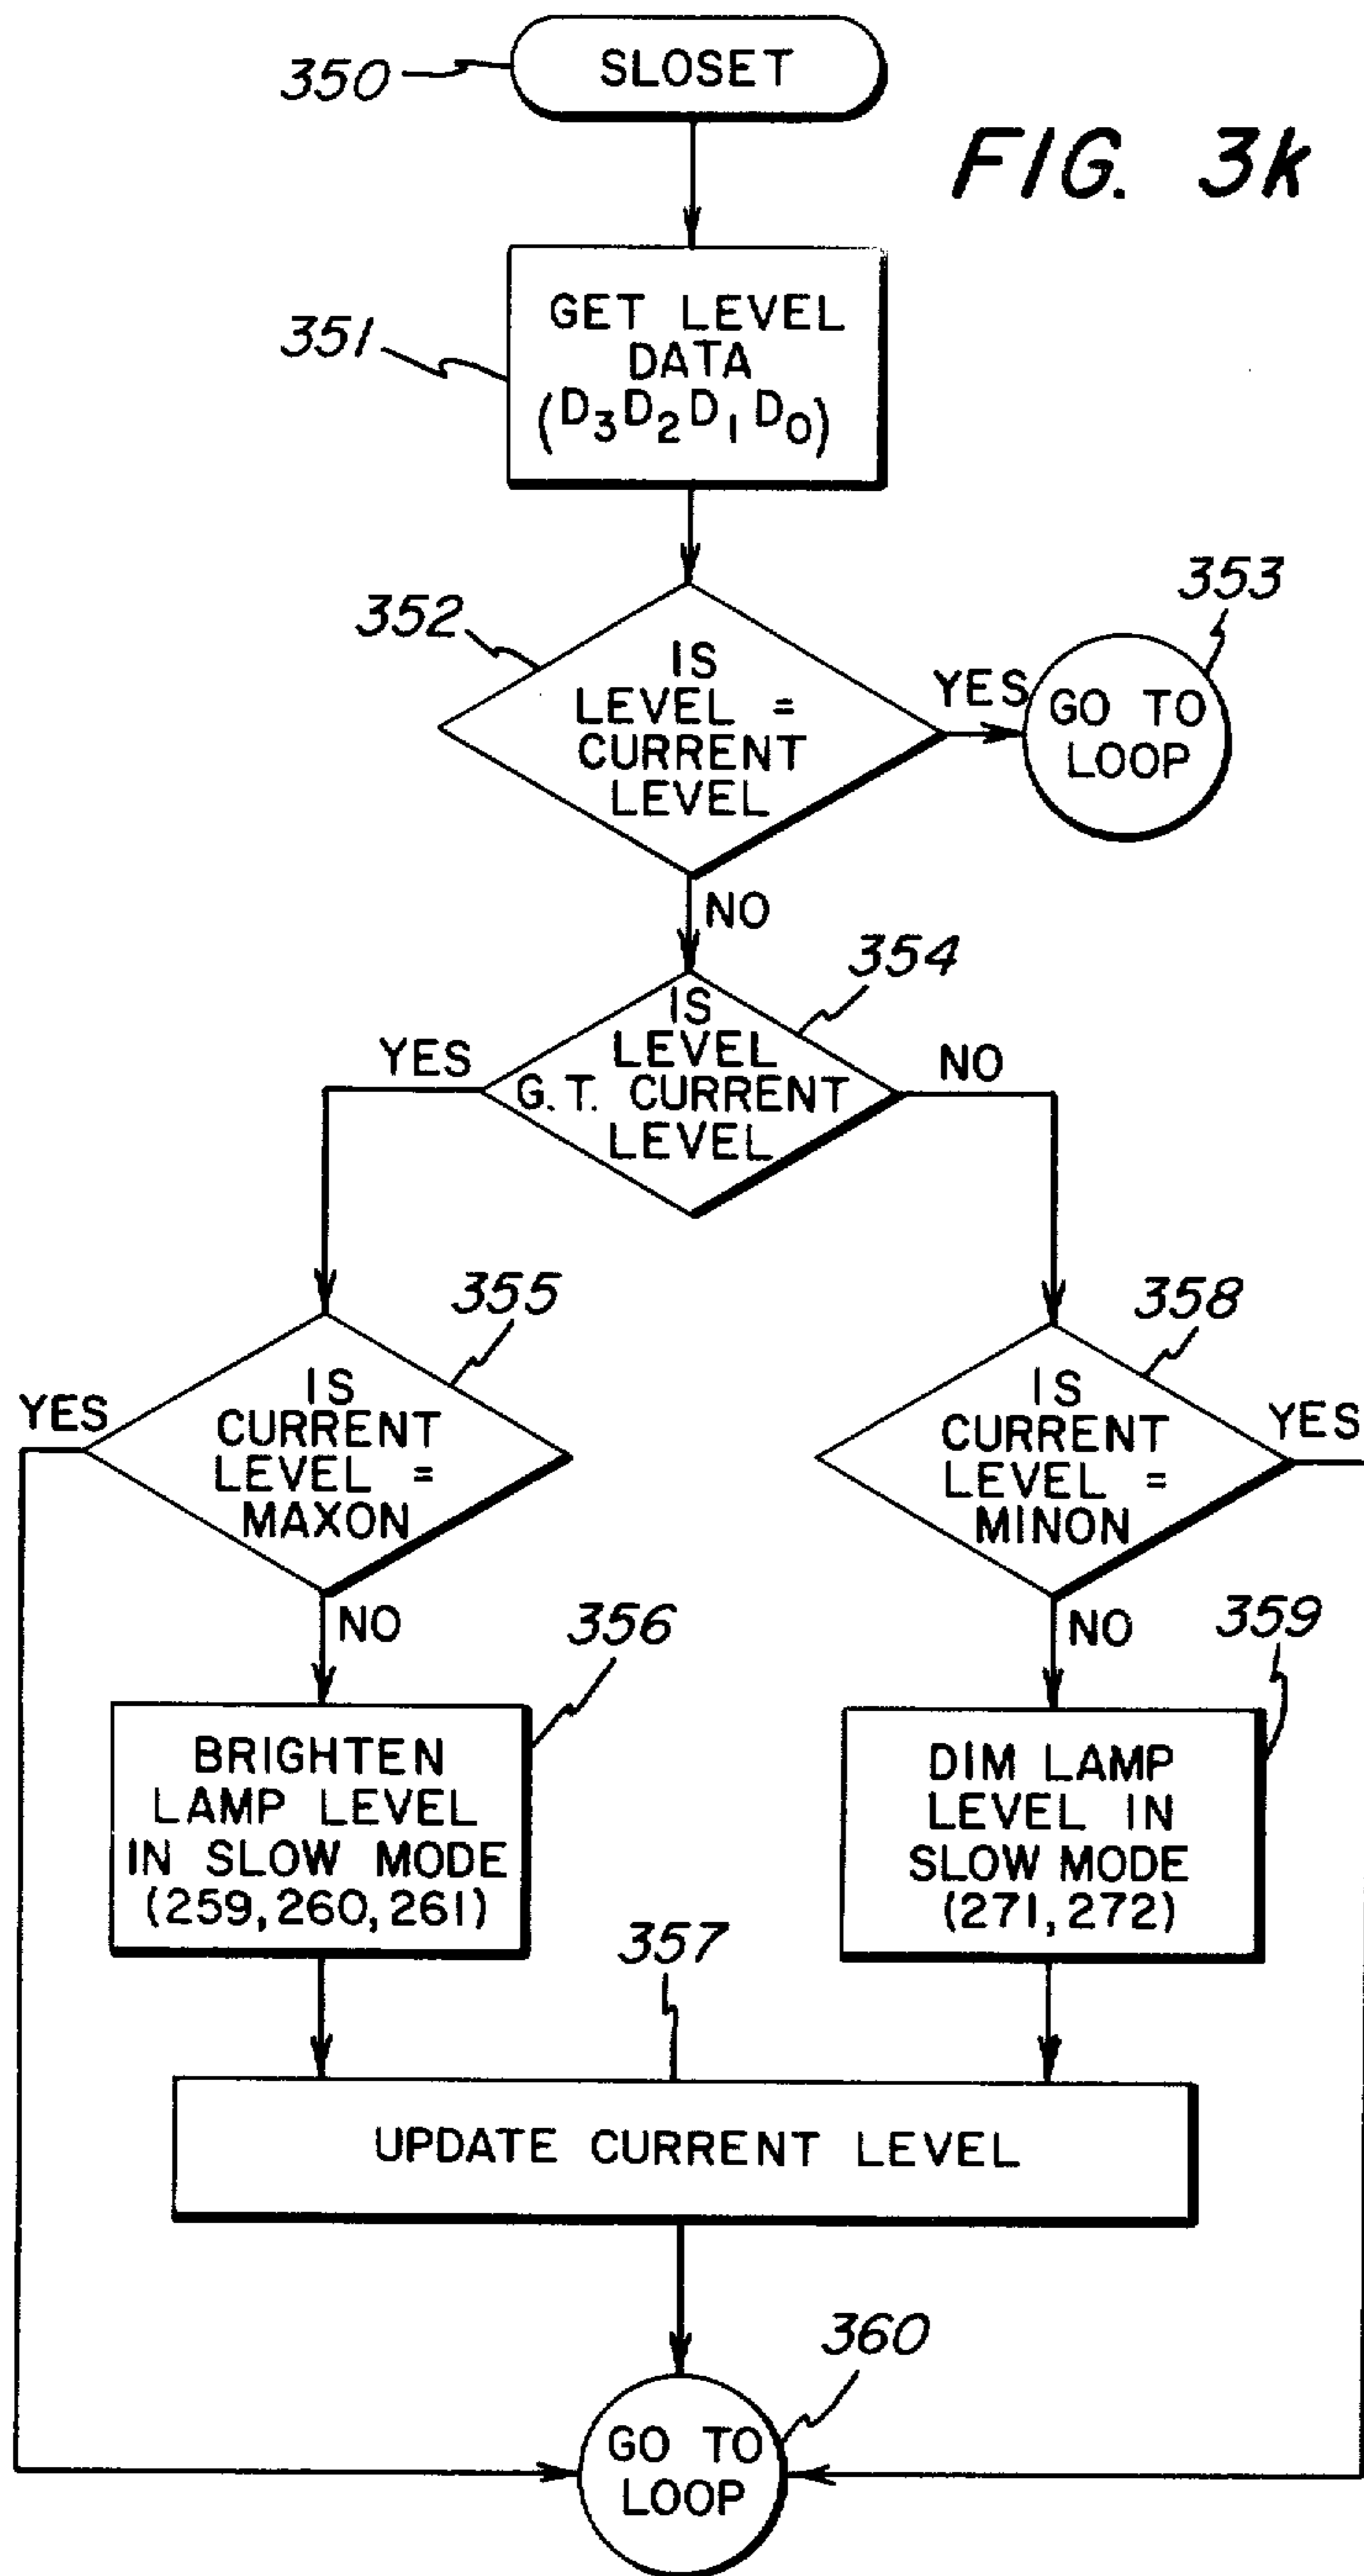 350
SLOSET
FIG. 3k
351
GET LEVEL
DATA
(D₃D₂D₁D₀)
352
IS
LEVEL =
CURRENT
LEVEL
YES
353
GO TO
LOOP
NO
354
IS
LEVEL
G.T. CURRENT
LEVEL
YES
NO
355
IS
CURRENT
LEVEL =
MAXON
YES
358
IS
CURRENT
LEVEL =
MINON
YES
NO
356
BRIGHTEN
LAMP LEVEL
IN SLOW MODE
(259, 260, 261)
NO
359
DIM LAMP
LEVEL IN
SLOW MODE
(271, 272)
357
UPDATE CURRENT LEVEL
360
GO TO
LOOP